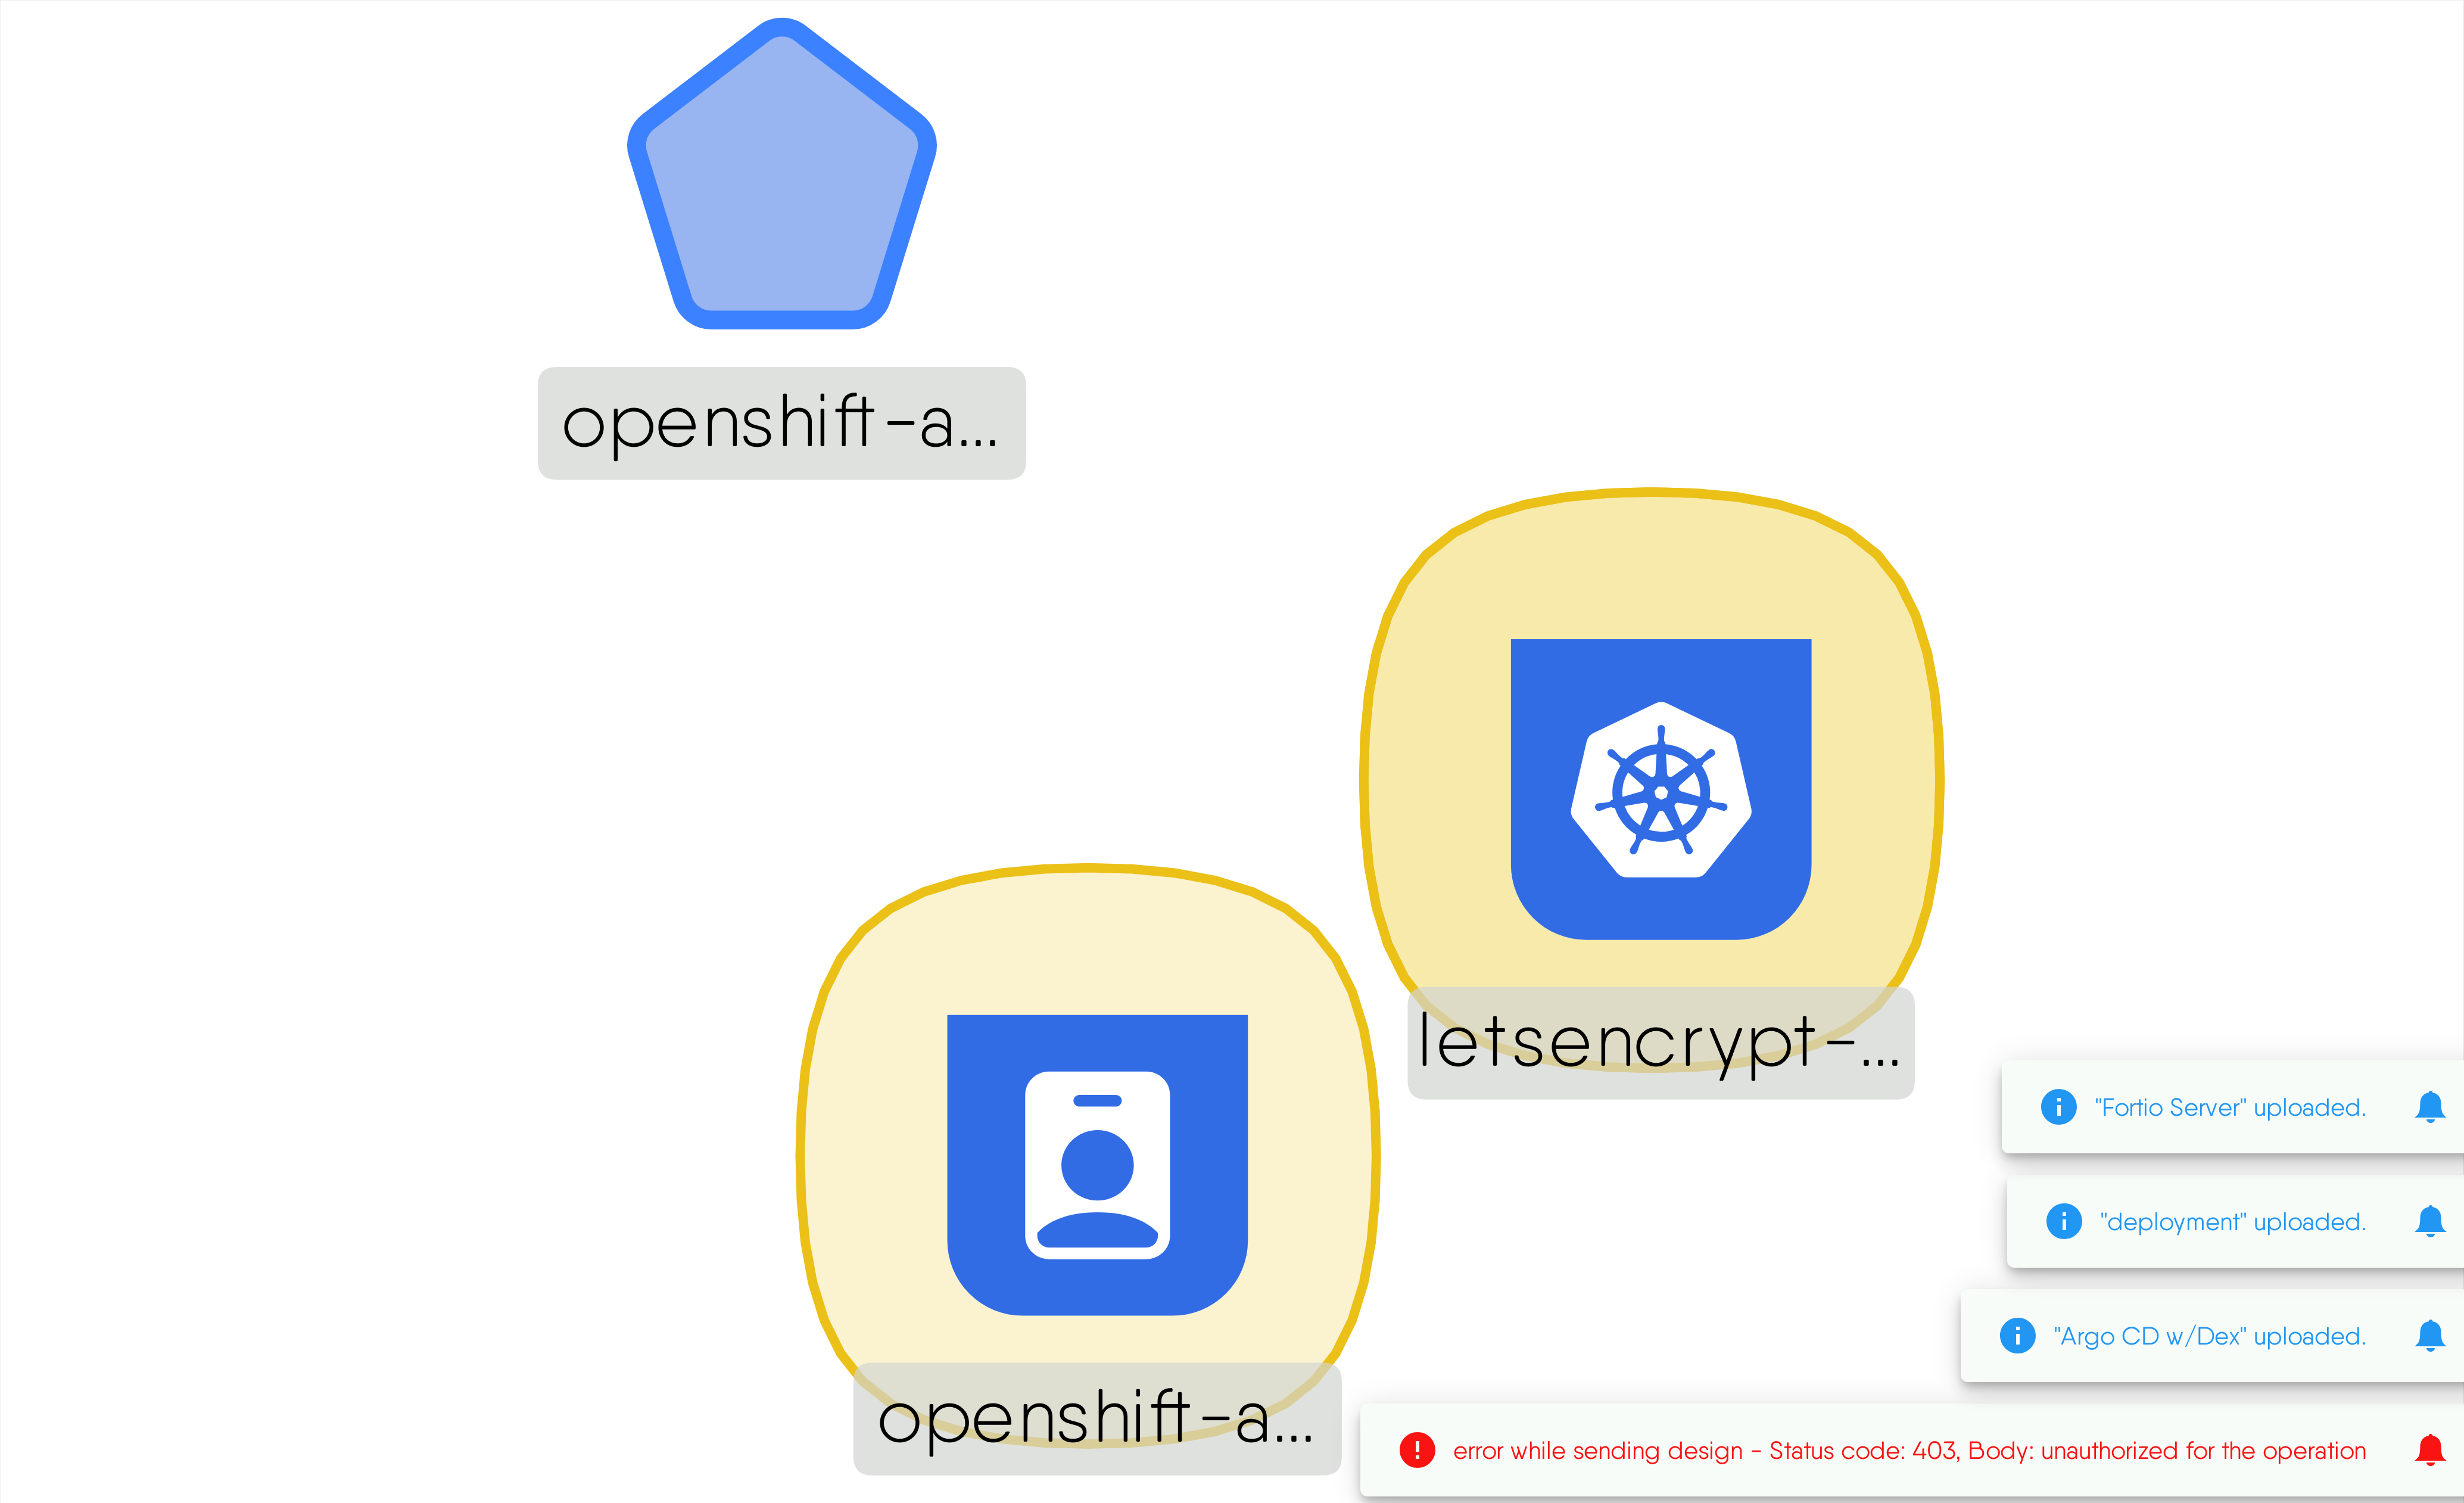 openshift-a...
letsencrypt-...
"Fortio Server" uploaded.
"deployment" uploaded.
"Argo CD w/Dex" uploaded.
openshift-a...
error while sending design - Status code: 403, Body: unauthorized for the operation